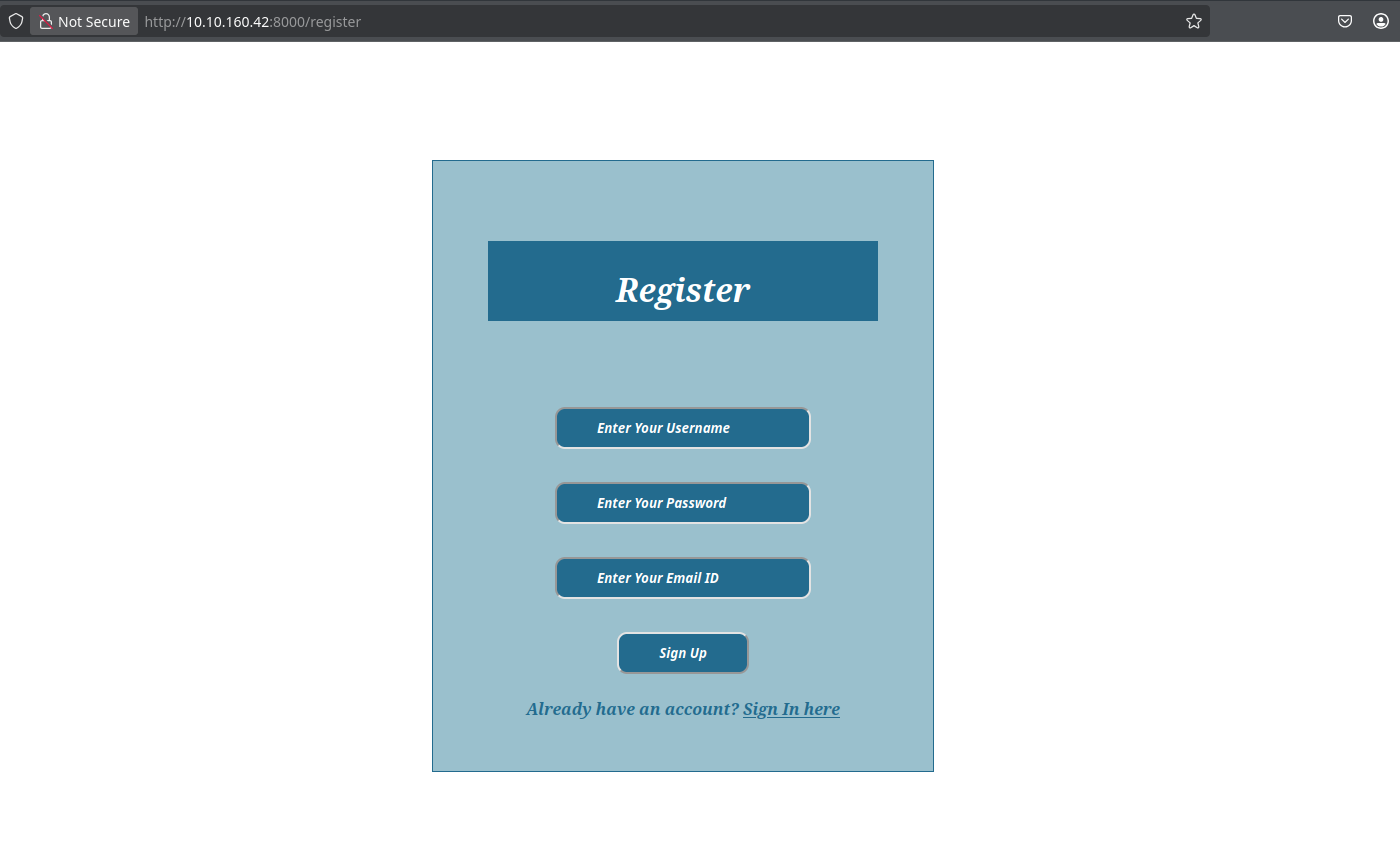 Not Secure http://10.10.160.42:8000/register
Register
Enter Your Username
Enter Your Password
Enter Your Email ID
Sign Up
Already have an account? Sign In here